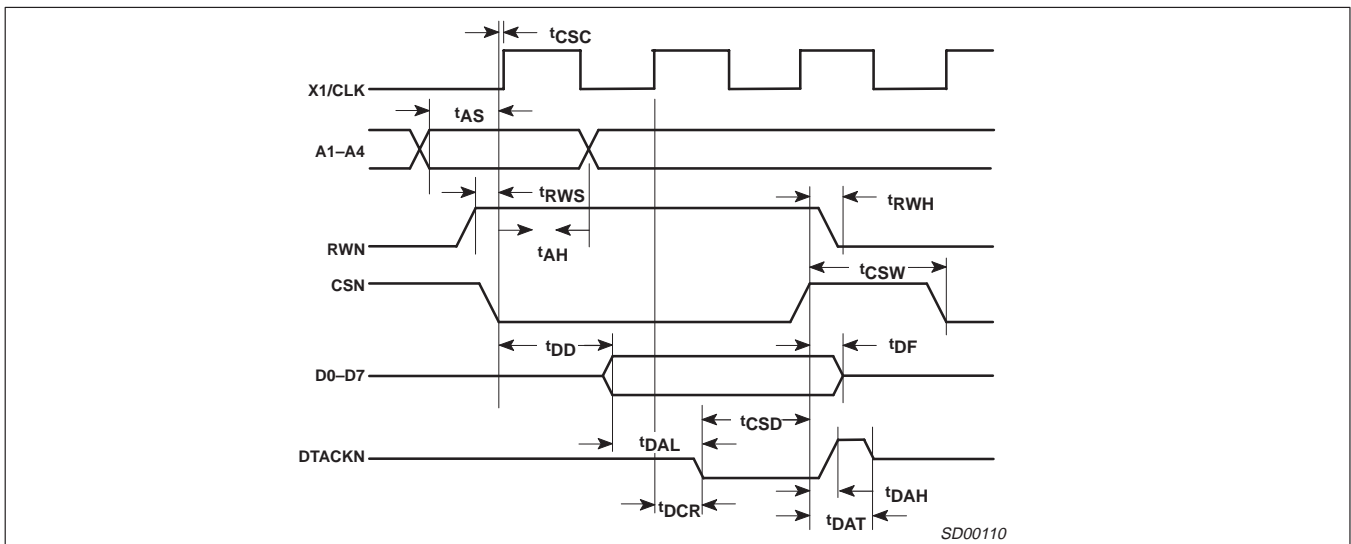 tCSC
X1/CLK
tAS
A1–A4
tRWS
tRWH
RWN
tAH
CSN
tCSW
tDD
tDF
D0–D7
tCSD
tDAL
DTACKN
tDAH
tDCR
tDAT
SD00110